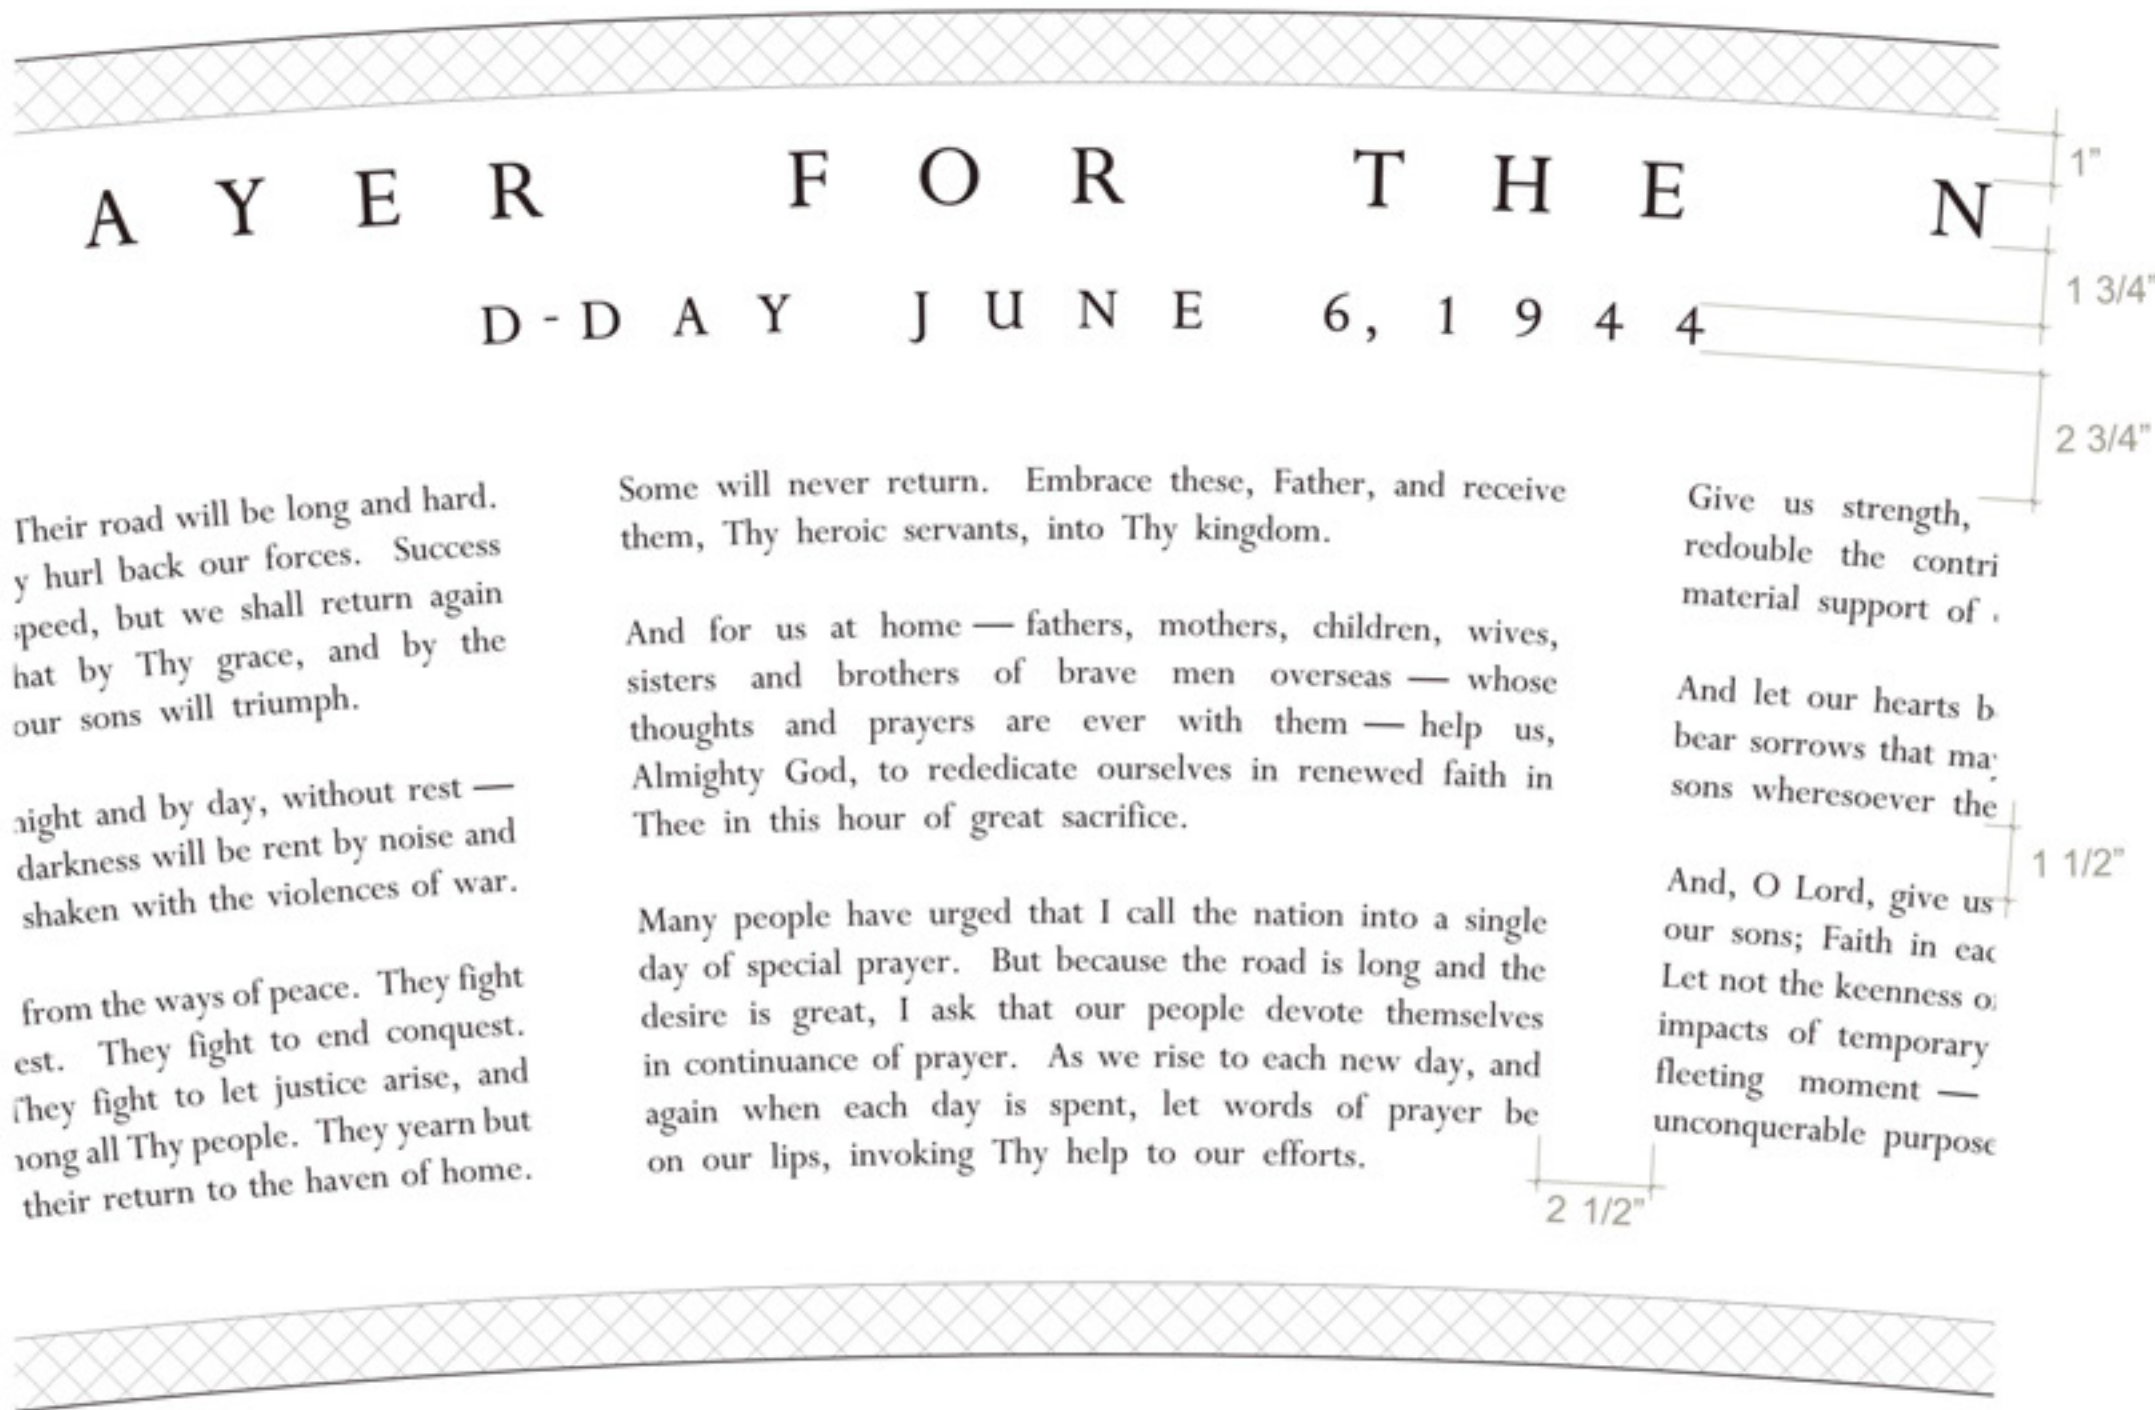 AYER FOR THE N
1"
D-DAY JUNE 6, 1944
1 3/4"
2 3/4"
Their road will be long and hard.
y hurl back our forces. Success
speed, but we shall return again
hat by Thy grace, and by the
our sons will triumph.
night and by day, without rest —
darkness will be rent by noise and
shaken with the violences of war.
from the ways of peace. They fight
est. They fight to end conquest.
They fight to let justice arise, and
mong all Thy people. They yearn but
their return to the haven of home.
Some will never return. Embrace these, Father, and receive
them, Thy heroic servants, into Thy kingdom.
And for us at home — fathers, mothers, children, wives,
sisters and brothers of brave men overseas — whose
thoughts and prayers are ever with them — help us,
Almighty God, to rededicate ourselves in renewed faith in
Thee in this hour of great sacrifice.
Many people have urged that I call the nation into a single
day of special prayer. But because the road is long and the
desire is great, I ask that our people devote themselves
in continuance of prayer. As we rise to each new day, and
again when each day is spent, let words of prayer be
on our lips, invoking Thy help to our efforts.
2 1/2"
Give us strength,
redouble the contri
material support of
And let our hearts b
bear sorrows that may
sons wheresoever the
1 1/2"
And, O Lord, give us
our sons; Faith in eac
Let not the keenness o
impacts of temporary
fleeting moment —
unconquerable purpose